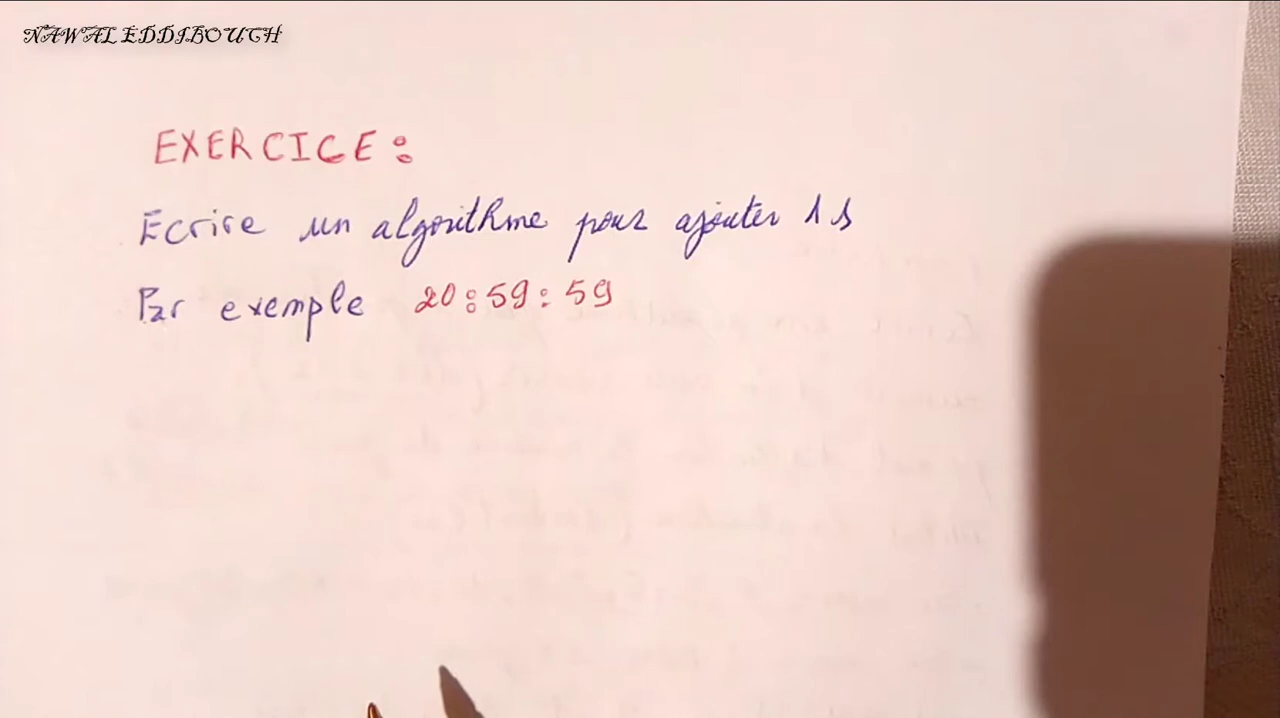 NAWAL EDDIBOUCH
EXERCICE :
Ecrire un algorithme pour ajouter 1 s
Par exemple 20 : 59 : 59